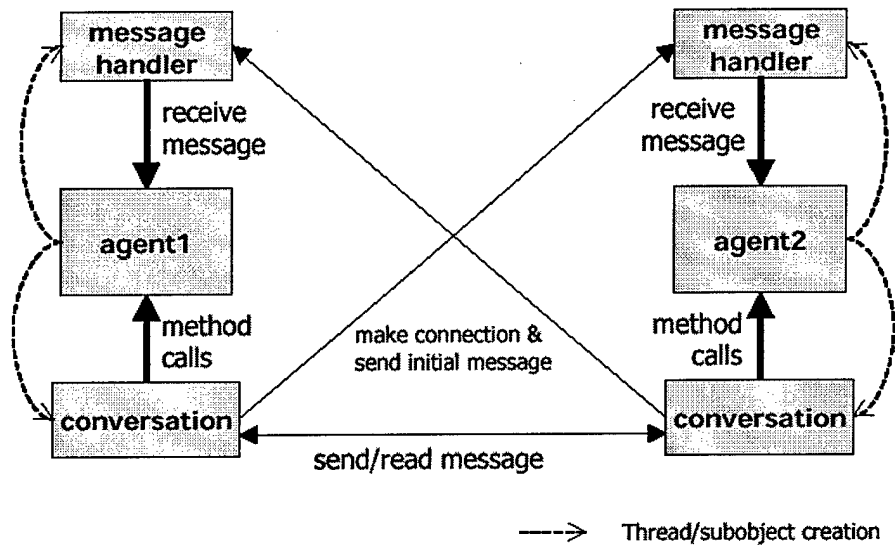 message
handler
message
handler
receive
message
receive
message
agent1
agent2
method
calls
make connection &
send initial message
method
calls
conversation
conversation
send/read message
Thread/subobject creation